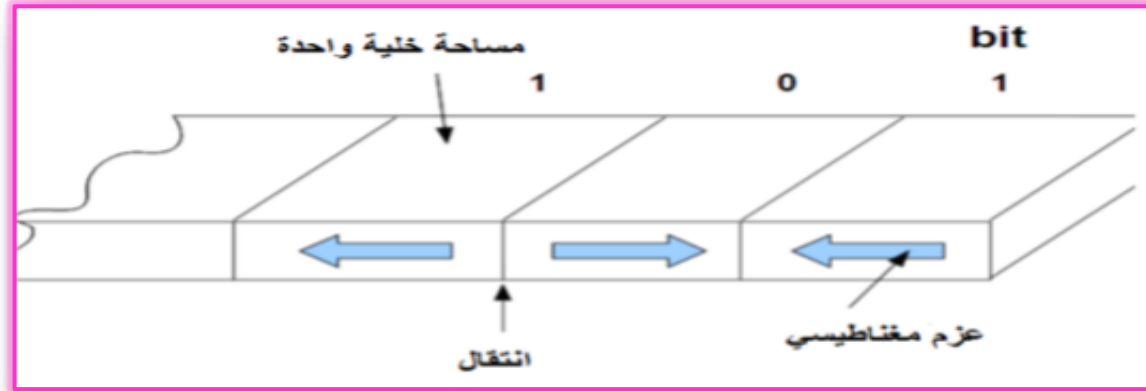 bit
مساحة خلية واحدة
1 0 1
عزم مغناطيسي
انتقال